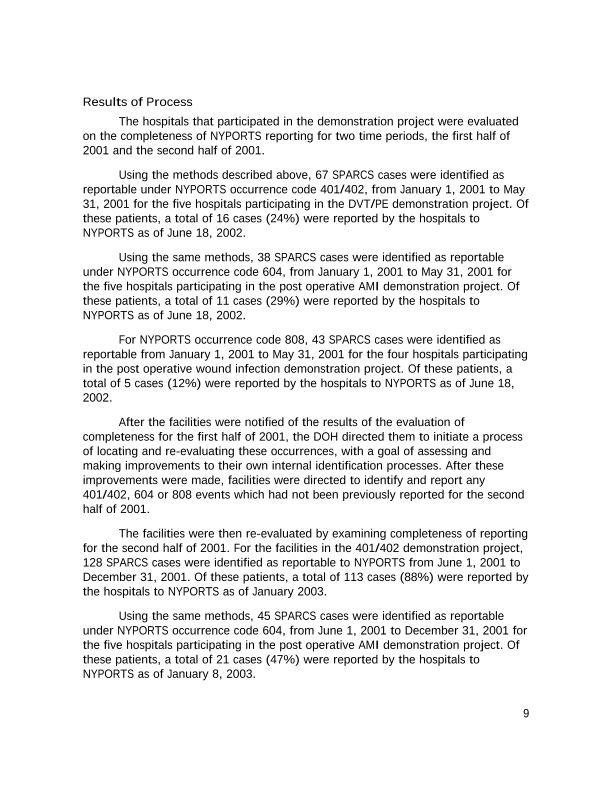 Results of Process
The hospitals that participated in the demonstration project were evaluated
on the completeness of NYPORTS reporting for two time periods, the first half of
2001 and the second half of 2001.
Using the methods described above, 67 SPARCS cases were identified as
reportable under NYPORTS occurrence code 401/402, from January 1, 2001 to May
31, 2001 for the five hospitals participating in the DVT/PE demonstration project. Of
these patients, a total of 16 cases (24%) were reported by the hospitals to
NYPORTS as of June 18, 2002.
Using the same methods, 38 SPARCS cases were identified as reportable
under NYPORTS occurrence code 604, from January 1, 2001 to May 31, 2001 for
the five hospitals participating in the post operative AMI demonstration project. Of
these patients, a total of 11 cases (29%) were reported by the hospitals to
NYPORTS as of June 18, 2002.
For NYPORTS occurrence code 808, 43 SPARCS cases were identified as
reportable from January 1, 2001 to May 31, 2001 for the four hospitals participating
in the post operative wound infection demonstration project. Of these patients, a
total of 5 cases (12%) were reported by the hospitals to NYPORTS as of June 18,
2002.
After the facilities were notified of the results of the evaluation of
completeness for the first half of 2001, the DOH directed them to initiate a process
of locating and re-evaluating these occurrences, with a goal of assessing and
making improvements to their own internal identification processes. After these
improvements were made, facilities were directed to identify and report any
401/402, 604 or 808 events which had not been previously reported for the second
half of 2001.
The facilities were then re-evaluated by examining completeness of reporting
for the second half of 2001. For the facilities in the 401/402 demonstration project,
128 SPARCS cases were identified as reportable to NYPORTS from June 1, 2001 to
December 31, 2001. Of these patients, a total of 113 cases (88%) were reported by
the hospitals to NYPORTS as of January 2003.
Using the same methods, 45 SPARCS cases were identified as reportable
under NYPORTS occurrence code 604, from June 1, 2001 to December 31, 2001 for
the five hospitals participating in the post operative AMI demonstration project. Of
these patients, a total of 21 cases (47%) were reported by the hospitals to
NYPORTS as of January 8, 2003.
9